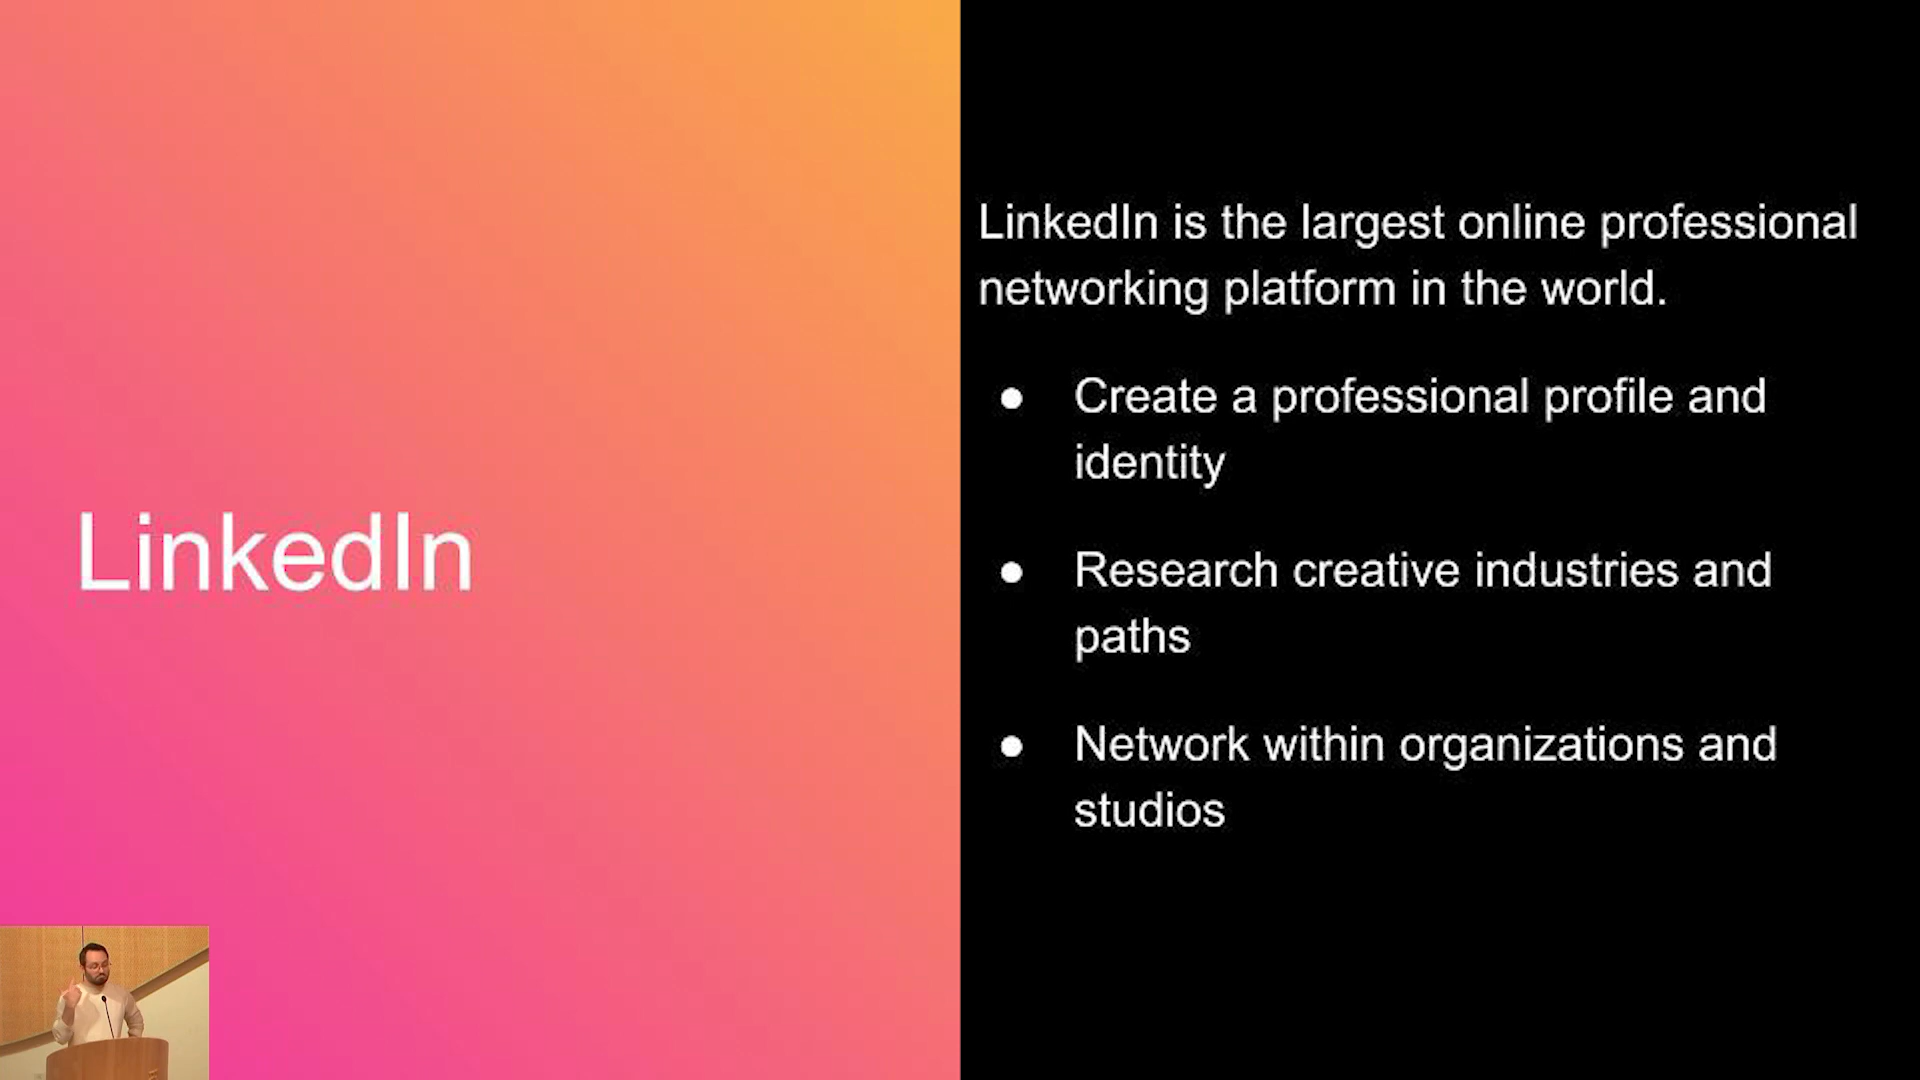 LinkedIn
LinkedIn is the largest online professional
networking platform in the world.
● Create a professional profile and
identity
● Research creative industries and
paths
● Network within organizations and
studios